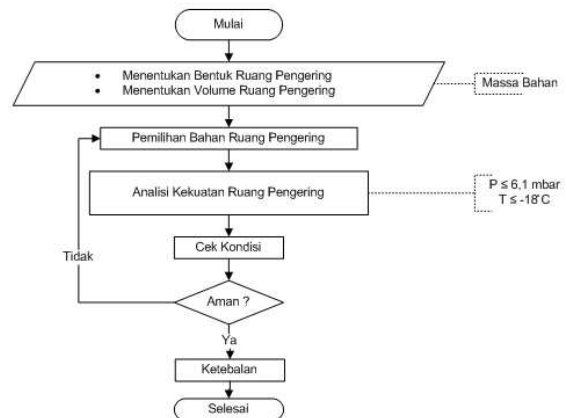 Mulai
• Menentukan Bentuk Ruang Pengering
• Menentukan Volume Ruang Pengering
Massa Bahan
Pemilihan Bahan Ruang Pengering
Analisi Kekuatan Ruang Pengering
P ≤ 6,1 mbar
T ≤ -18°C
Cek Kondisi
Tidak
Aman ?
Ya
Ketebalan
Selesai